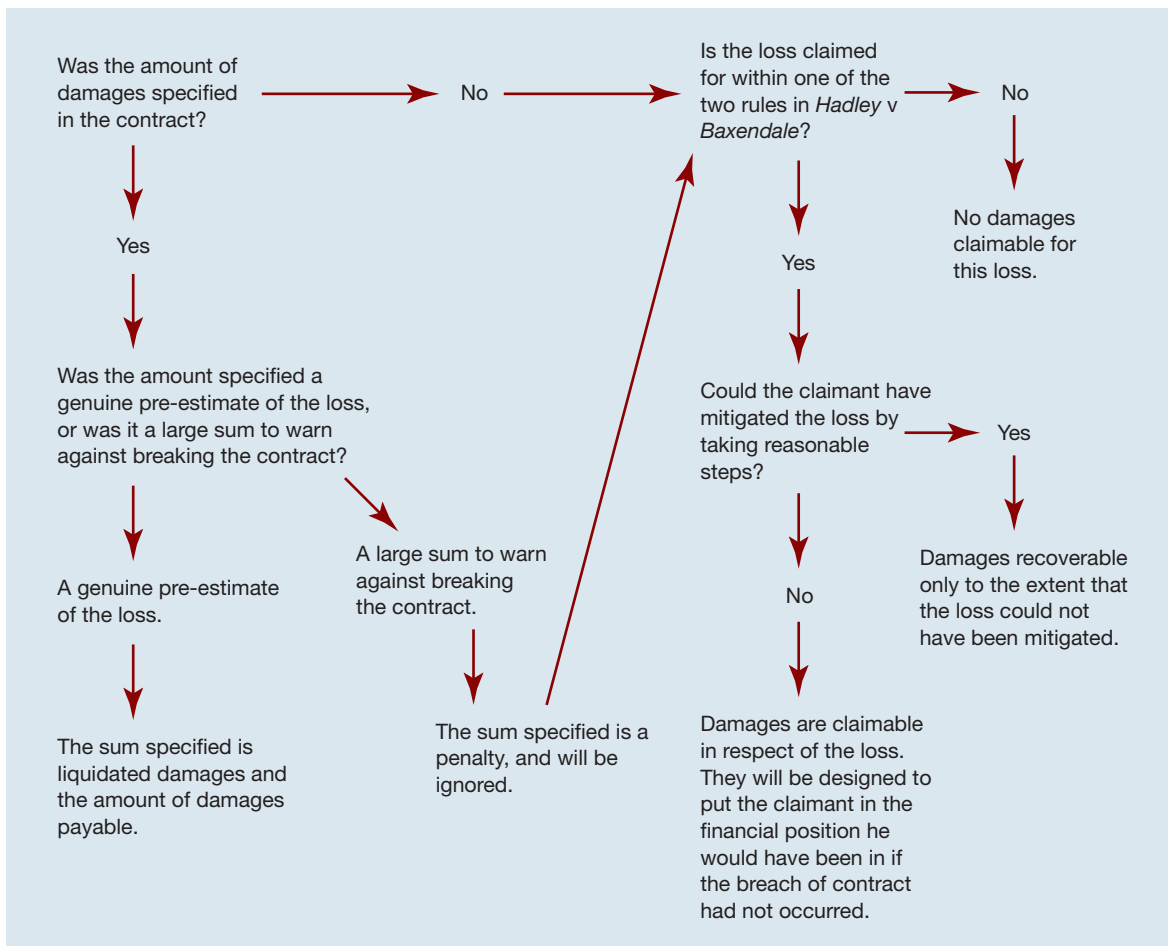 Was the amount of
damages specified
in the contract?
No
Is the loss claimed
for within one of the
two rules in Hadley v
Baxendale?
No
No damages
claimable for
this loss.
Yes
Yes
Was the amount specified a
genuine pre-estimate of the loss,
or was it a large sum to warn
against breaking the contract?
Could the claimant have
mitigated the loss by
taking reasonable
steps?
Yes
A genuine pre-estimate
of the loss.
A large sum to warn
against breaking
the contract.
No
Damages recoverable
only to the extent that
the loss could not
have been mitigated.
The sum specified is
liquidated damages and
the amount of damages
payable.
The sum specified is a
penalty, and will be
ignored.
Damages are claimable
in respect of the loss.
They will be designed to
put the claimant in the
financial position he
would have been in if
the breach of contract
had not occurred.